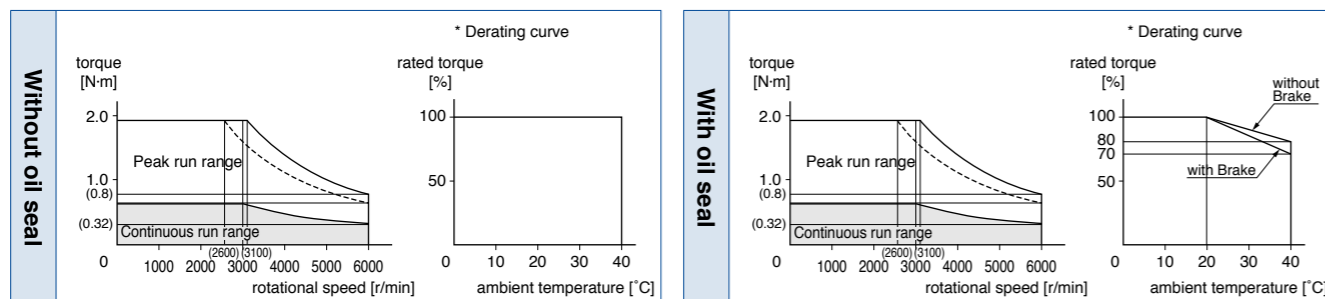 Without oil seal
* Derating curve
torque
[N·m]
rated torque
[%]
2.0
1.0
(0.8)
(0.32)
0
Peak run range
Continuous run range
(2600)
(3100)
1000 2000 3000 4000 5000 6000
rotational speed [r/min]
100
50
0
10 20 30 40
ambient temperature [˚C]
With oil seal
* Derating curve
torque
[N·m]
rated torque
[%]
2.0
1.0
(0.8)
(0.32)
0
Peak run range
Continuous run range
(2600)
(3100)
1000 2000 3000 4000 5000 6000
rotational speed [r/min]
without
Brake
100
80
70
50
with Brake
0
10 20 30 40
ambient temperature [˚C]